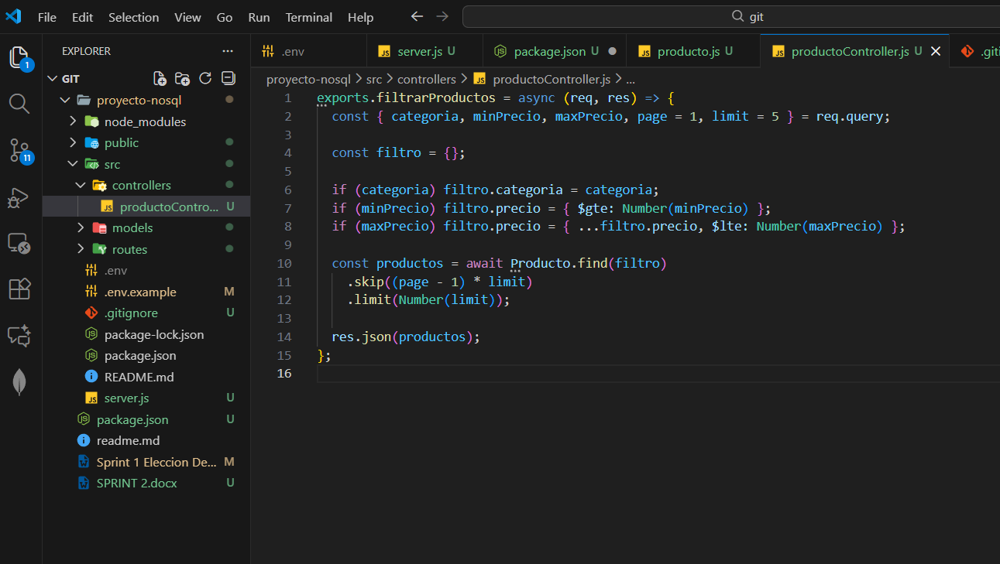 File Edit Selection View Go Run Terminal Help git
EXPLORER
.env
JS server.js U
package.json U
JS producto.js U
JS productoController.js U
.giti
1
GIT
proyecto-nosql > src > controllers > JS productoController.js > ...
proyecto-nosql
node_modules
public
src
11
controllers
JS productoContro... U
models
routes
.env
.env.example M
.gitignore U
package-lock.json
package.json
README.md
JS server.js U
package.json U
readme.md
Sprint 1 Eleccion De... M
SPRINT 2.docx U
1 exports.filtrarProductos = async (req, res) => {
2 const { categoria, minPrecio, maxPrecio, page = 1, limit = 5 } = req.query;
3
4 const filtro = {};
5
6 if (categoria) filtro.categoria = categoria;
7 if (minPrecio) filtro.precio = { $gte: Number(minPrecio) };
8 if (maxPrecio) filtro.precio = { ...filtro.precio, $lte: Number(maxPrecio) };
9
10 const productos = await Producto.find(filtro)
11 .skip((page - 1) * limit)
12 .limit(Number(limit));
13
14 res.json(productos);
15 };
16